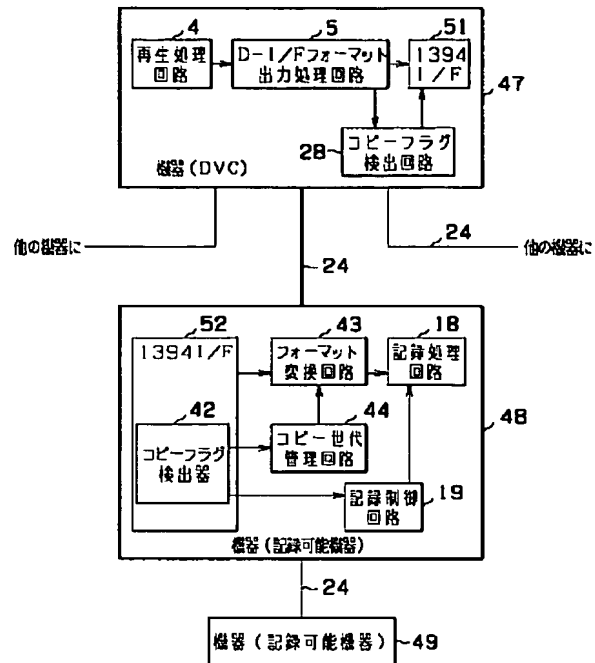 4
5
51
再生処理
回路
D-I/Fフォーマット
出力処理回路
1394
I/F
47
28
コピーフラグ
検出回路
機器(DVC)
他の機器に
24
他の機器に
24
52
43
18
1394I/F
フォーマット
変換回路
記録処理
回路
42
44
48
コピーフラグ
検出器
コピー世代
管理回路
記録制御
回路
19
機器(記録可能機器)
24
機器(記録可能機器)
49